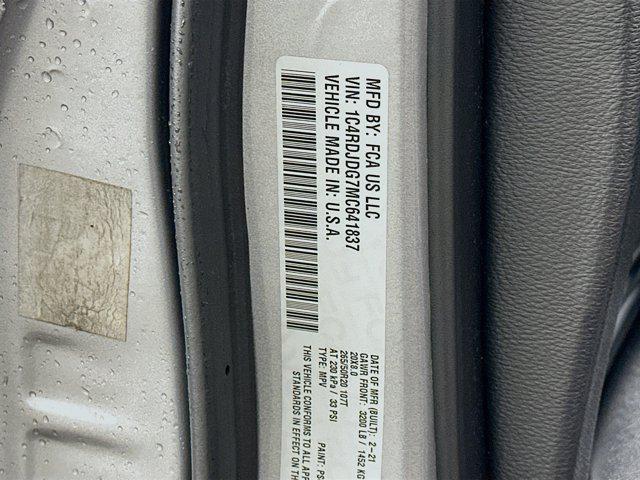 MFD BY: FCA US LLC
VIN: 1C4RDJDG7MC641837
VEHICLE MADE IN: U.S.A.
DATE OF MFR (BUILT): 2-21
GAWR FRONT: 3200 LB / 1452 KG
20X8.0
265/50R20 107T
AT 230 kPa / 33 PSI
TYPE: MPV PAINT: PS
THIS VEHICLE CONFORMS TO ALL APP
STANDARDS IN EFFECT ON TH